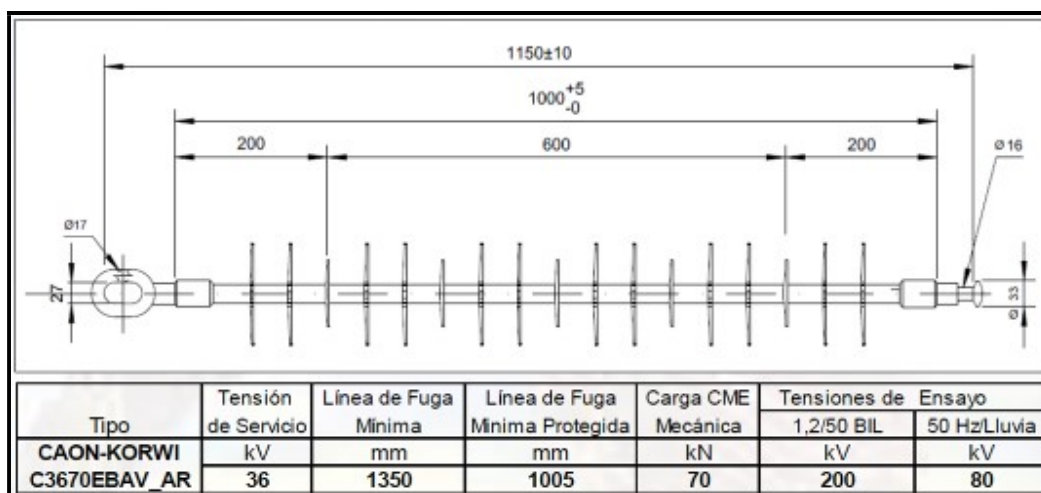 1150±10
1000 +5 -0
200 600 200
Ø 16
Ø17
27
Ø 33
Tipo
Tensión de Servicio
Línea de Fuga Mínima
Línea de Fuga Minima Protegida
Carga CME Mecánica
Tensiones de Ensayo
1,2/50 BIL 50 Hz/Lluvia
CAON-KORWI kV mm mm kN kV kV
C3670EBAV_AR 36 1350 1005 70 200 80